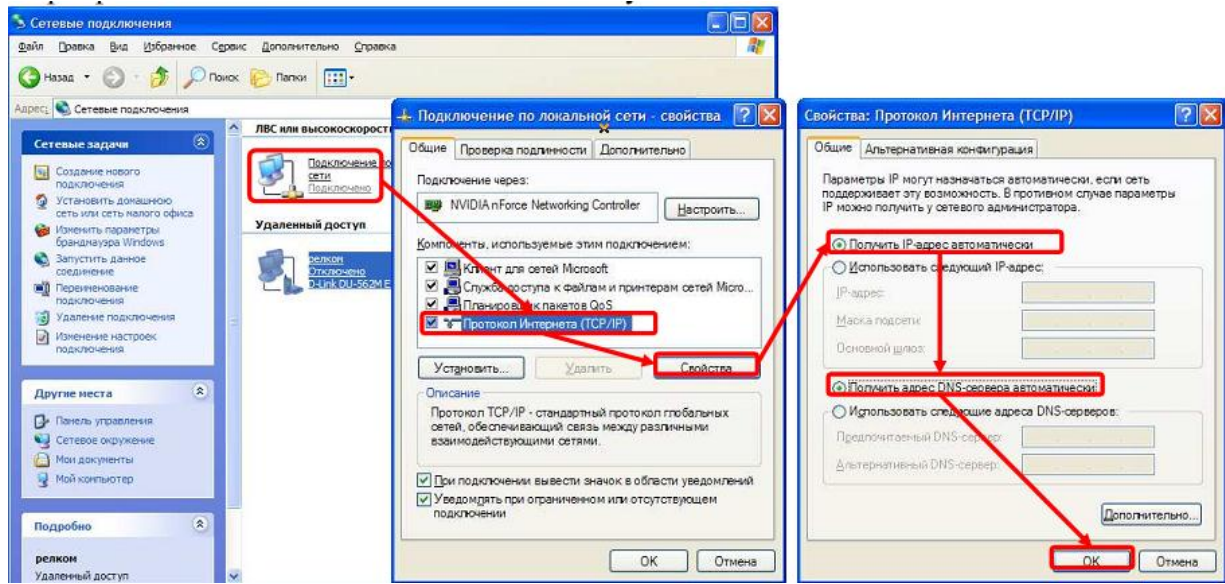 Сетевые подключения
Файл Правка Вид Избранное Сервис Дополнительно Справка
Назад Поиск Папки
Адрес: Сетевые подключения
Сетевые задачи
Создание нового
подключения
Установить домашнюю
сеть или сеть малого офиса
Изменить параметры
брандмауэра Windows
Запустить данное
соединение
Переименование
подключения
Удаление подключения
Изменение настроек
подключения
Другие места
Панель управления
Сетевое окружение
Мои документы
Мой компьютер
Подробно
релком
Удаленный доступ
ЛВС или высокоскорост
Подключение по
сети
Подключено
Удаленный доступ
релком
Отключено
D-Link DU-562M E
Подключение по локальной сети - свойства
Общие Проверка подлинности Дополнительно
Подключение через:
NVIDIA nForce Networking Controller
Настроить...
Компоненты, используемые этим подключением:
Клиент для сетей Microsoft
Служба доступа к файлам и принтерам сетей Micro...
Планировщик пакетов QoS
Протокол Интернета (TCP/IP)
Установить... Удалить Свойства
Описание
Протокол TCP/IP - стандартный протокол глобальных
сетей, обеспечивающий связь между различными
взаимодействующими сетями.
При подключении вывести значок в области уведомлений
Уведомлять при ограниченном или отсутствующем
подключении
OK Отмена
Свойства: Протокол Интернета (TCP/IP)
Общие Альтернативная конфигурация
Параметры IP могут назначаться автоматически, если сеть
поддерживает эту возможность. В противном случае параметры
IP можно получить у сетевого администратора.
Получить IP-адрес автоматически
Использовать следующий IP-адрес:
IP-адрес:
Маска подсети:
Основной шлюз:
Получить адрес DNS-сервера автоматически
Использовать следующие адреса DNS-серверов:
Предпочитаемый DNS-сервер:
Альтернативный DNS-сервер:
Дополнительно...
OK Отмена